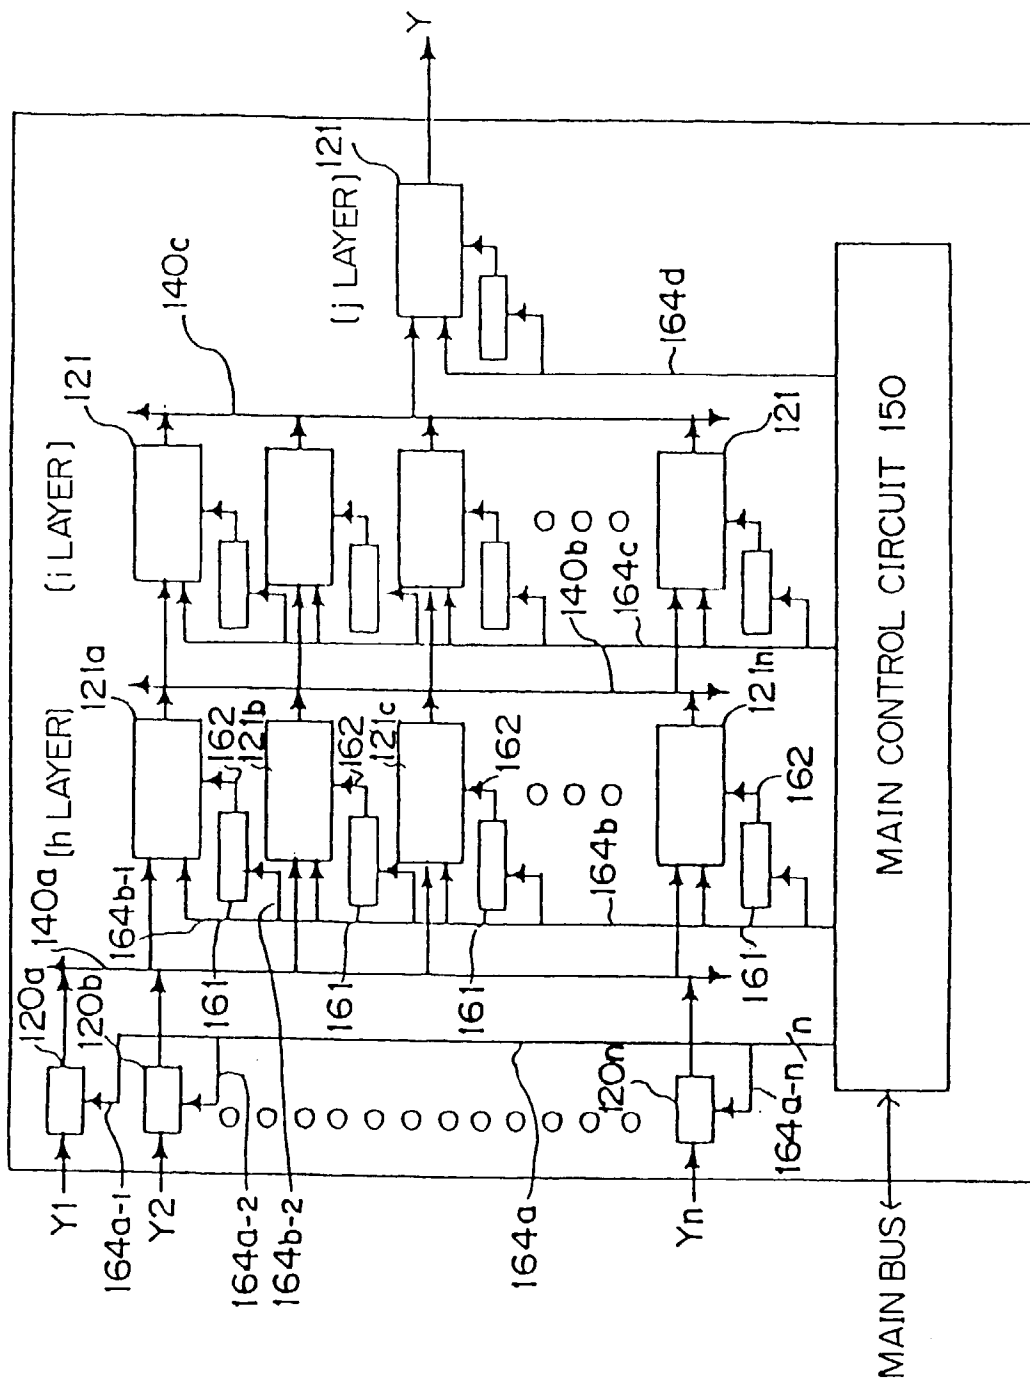 Y
121
[j LAYER]
140c
164d
121
[i LAYER]
121
140b
164c
121a
[h LAYER]
162
121b
162
121c
162
121n
162
164b-1
164b
140a
120a
120b
161
161
161
161
164a
n
120n
164a-n
Y1
164a-1
Y2
164a-2
164b-2
Yn
MAIN CONTROL CIRCUIT 150
MAIN BUS